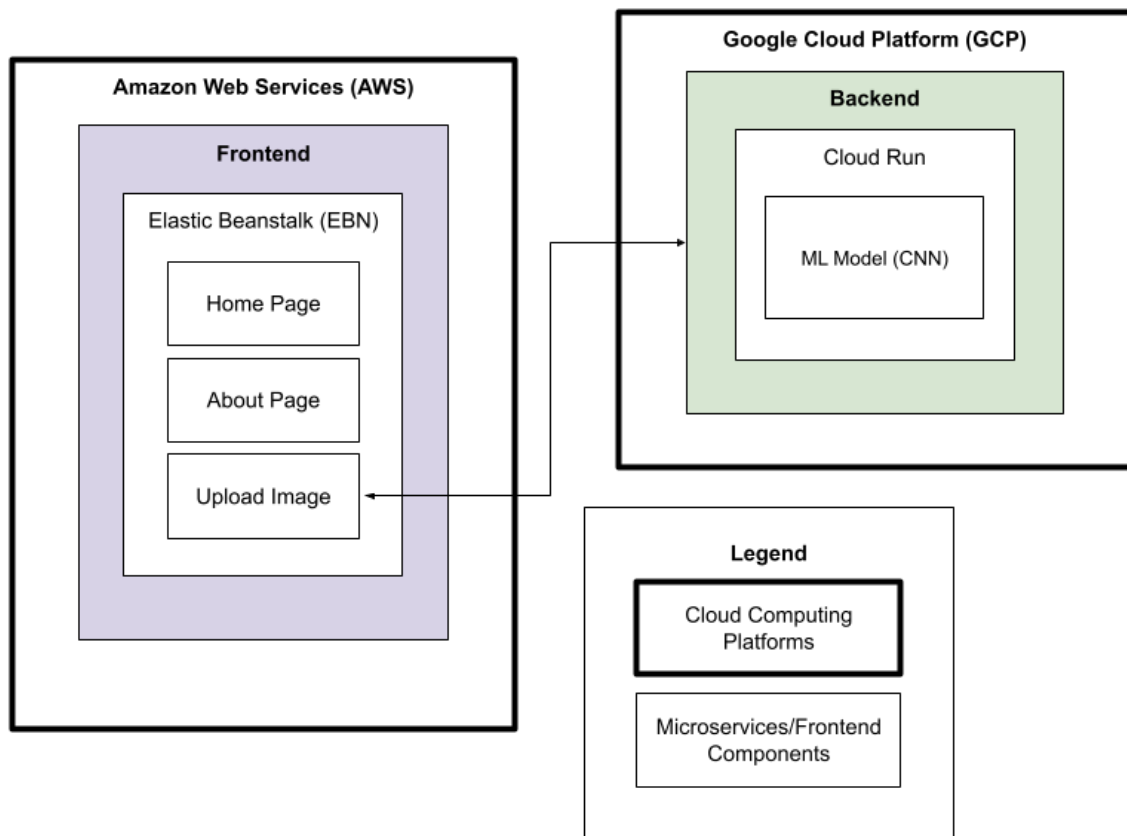 Amazon Web Services (AWS)
Frontend
Elastic Beanstalk (EBN)
Home Page
About Page
Upload Image
Google Cloud Platform (GCP)
Backend
Cloud Run
ML Model (CNN)
Legend
Cloud Computing
Platforms
Microservices/Frontend
Components